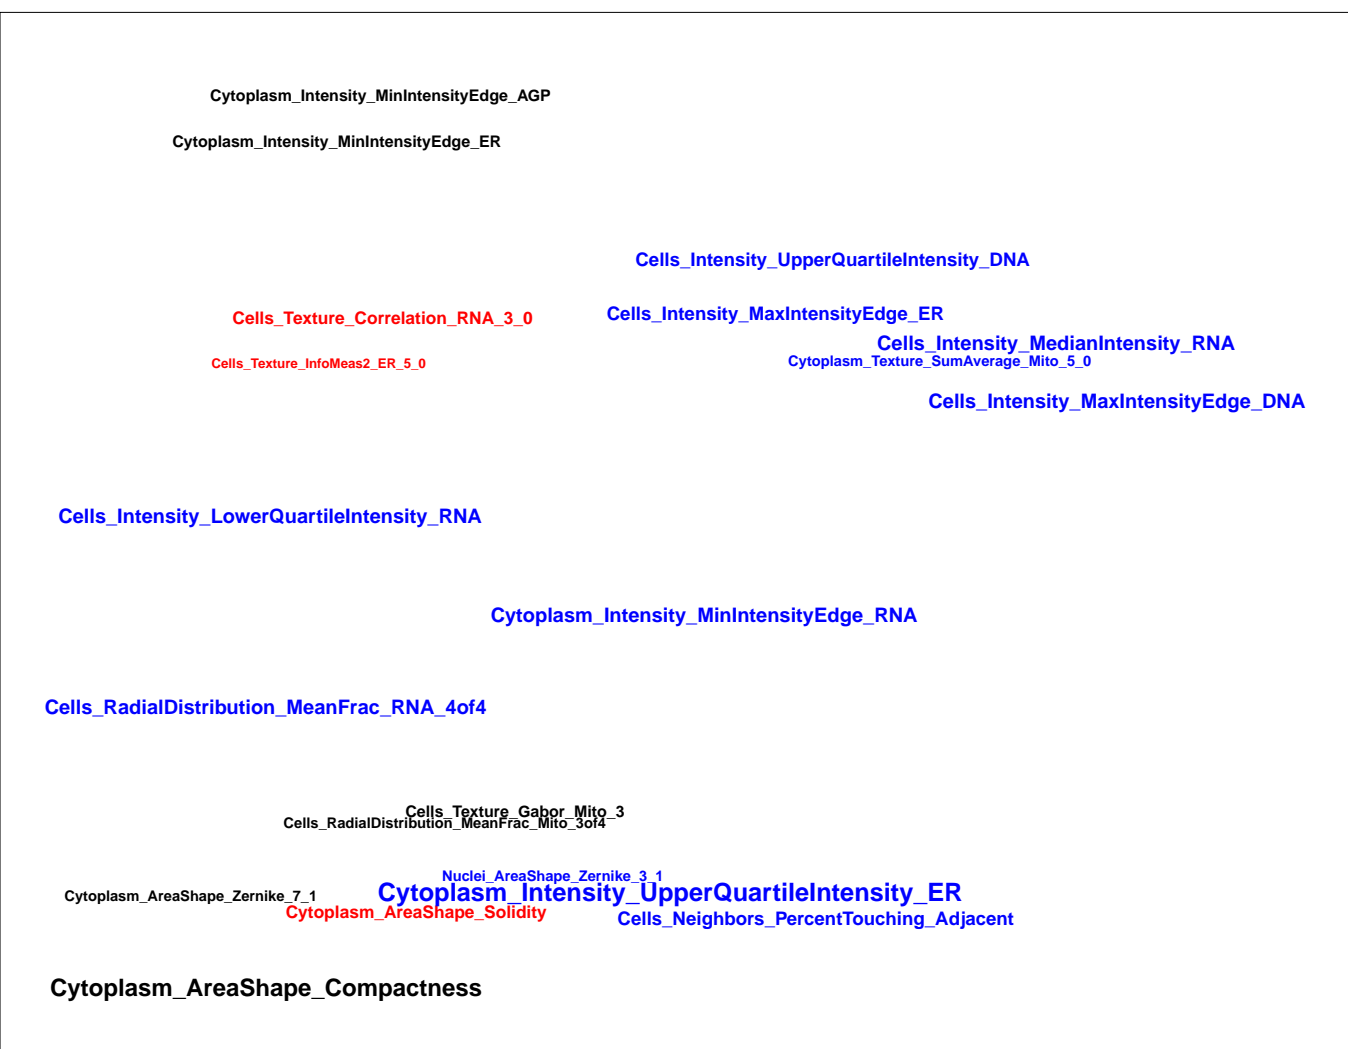 Cytoplasm_Intensity_MinIntensityEdge_AGP
Cytoplasm_Intensity_MinIntensityEdge_ER
Cells_Intensity_UpperQuartileIntensity_DNA
Cells_Intensity_MaxIntensityEdge_ER
Cells_Texture_Correlation_RNA_3_0
Cells_Intensity_MedianIntensity_RNA
Cytoplasm_Texture_SumAverage_Mito_5_0
Cells_Texture_InfoMeas2_ER_5_0
Cells_Intensity_MaxIntensityEdge_DNA
Cells_Intensity_LowerQuartileIntensity_RNA
Cytoplasm_Intensity_MinIntensityEdge_RNA
Cells_RadialDistribution_MeanFrac_RNA_4of4
Cells_Texture_Gabor_Mito_3
Cells_RadialDistribution_MeanFrac_Mito_3of4
Nuclei_AreaShape_Zernike_3_1
Cytoplasm_AreaShape_Zernike_7_1
Cytoplasm_Intensity_UpperQuartileIntensity_ER
Cytoplasm_AreaShape_Solidity
Cells_Neighbors_PercentTouching_Adjacent
Cytoplasm_AreaShape_Compactness